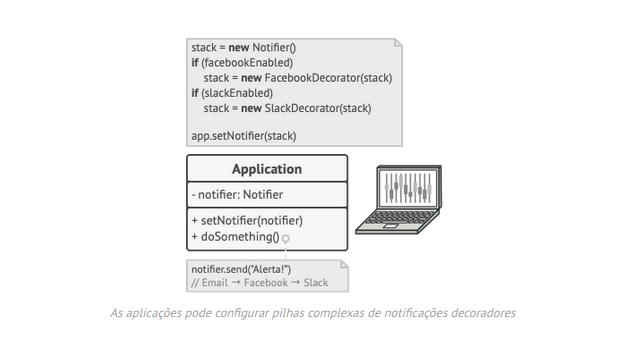 stack = new Notifier()
if (facebookEnabled)
    stack = new FacebookDecorator(stack)
if (slackEnabled)
    stack = new SlackDecorator(stack)
app.setNotifier(stack)
Application
- notifier: Notifier
+ setNotifier(notifier)
+ doSomething()
notifier.send("Alerta!")
// Email → Facebook → Slack
As aplicações pode configurar pilhas complexas de notificações decoradores